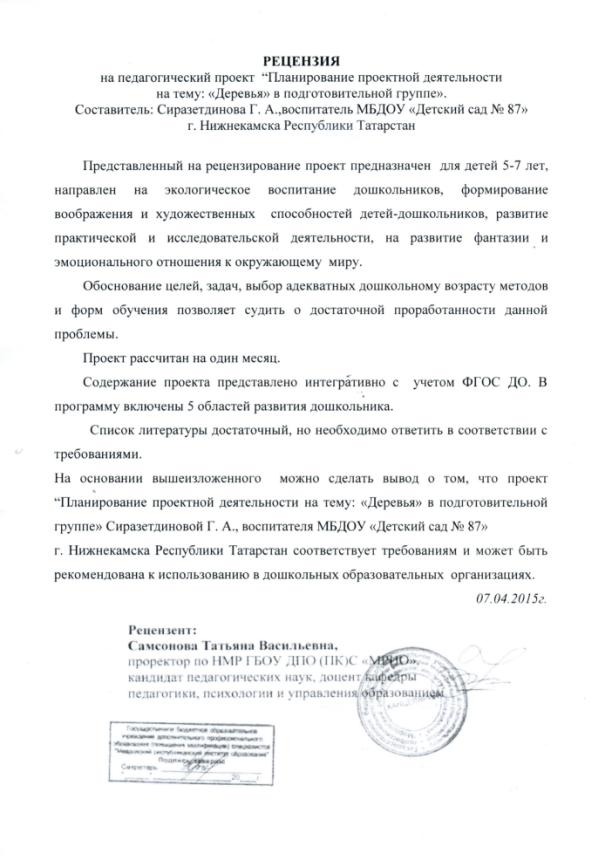 РЕЦЕНЗИЯ
на педагогический проект “Планирование проектной деятельности
на тему: «Деревья» в подготовительной группе».
Составитель: Сиразетдинова Г. А.,воспитатель МБДОУ «Детский сад № 87»
г. Нижнекамска Республики Татарстан
Представленный на рецензирование проект предназначен для детей 5-7 лет,
направлен на экологическое воспитание дошкольников, формирование
воображения и художественных способностей детей-дошкольников, развитие
практической и исследовательской деятельности, на развитие фантазии и
эмоционального отношения к окружающему миру.
Обоснование целей, задач, выбор адекватных дошкольному возрасту методов
и форм обучения позволяет судить о достаточной проработанности данной
проблемы.
Проект рассчитан на один месяц.
Содержание проекта представлено интегративно с учетом ФГОС ДО. В
программу включены 5 областей развития дошкольника.
Список литературы достаточный, но необходимо ответить в соответствии с
требованиями.
На основании вышеизложенного можно сделать вывод о том, что проект
“Планирование проектной деятельности на тему: «Деревья» в подготовительной
группе» Сиразетдиновой Г. А., воспитателя МБДОУ «Детский сад № 87»
г. Нижнекамска Республики Татарстан соответствует требованиям и может быть
рекомендована к использованию в дошкольных образовательных организациях.
07.04.2015г.
Рецензент:
Самсонова Татьяна Васильевна,
проректор по НМР ГБОУ ДПО (ПК)С «МРИО»,
кандидат педагогических наук, доцент кафедры
педагогики, психологии и управления образованием
Государственное бюджетное образовательное
учреждение дополнительного профессионального
образования (повышения квалификации) специалистов
"Марийский республиканский институт образования"
Секретарь
20